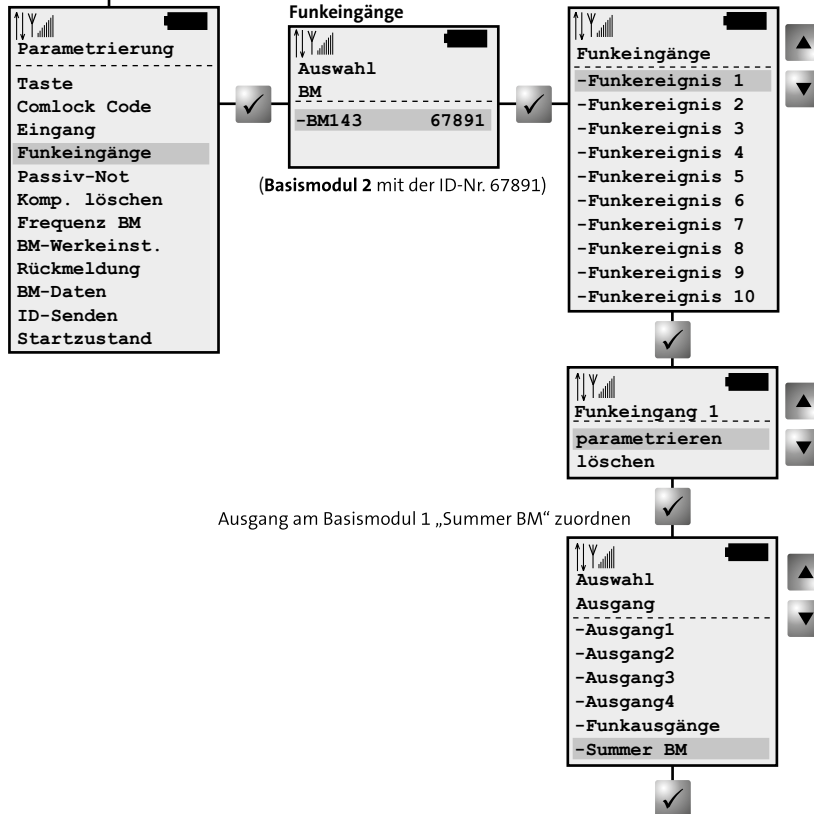 Parametrierung
Taste
Comlock Code
Eingang
Funkeingänge
Passiv-Not
Komp. löschen
Frequenz BM
BM-Werkeinst.
Rückmeldung
BM-Daten
ID-Senden
Startzustand
Funkeingänge
Auswahl
BM
-BM143 67891
(Basismodul 2 mit der ID-Nr. 67891)
Funkeingänge
-Funkereignis 1
-Funkereignis 2
-Funkereignis 3
-Funkereignis 4
-Funkereignis 5
-Funkereignis 6
-Funkereignis 7
-Funkereignis 8
-Funkereignis 9
-Funkereignis 10
Funkeingang 1
parametrieren
löschen
Ausgang am Basismodul 1 „Summer BM“ zuordnen
Auswahl
Ausgang
-Ausgang1
-Ausgang2
-Ausgang3
-Ausgang4
-Funkausgänge
-Summer BM